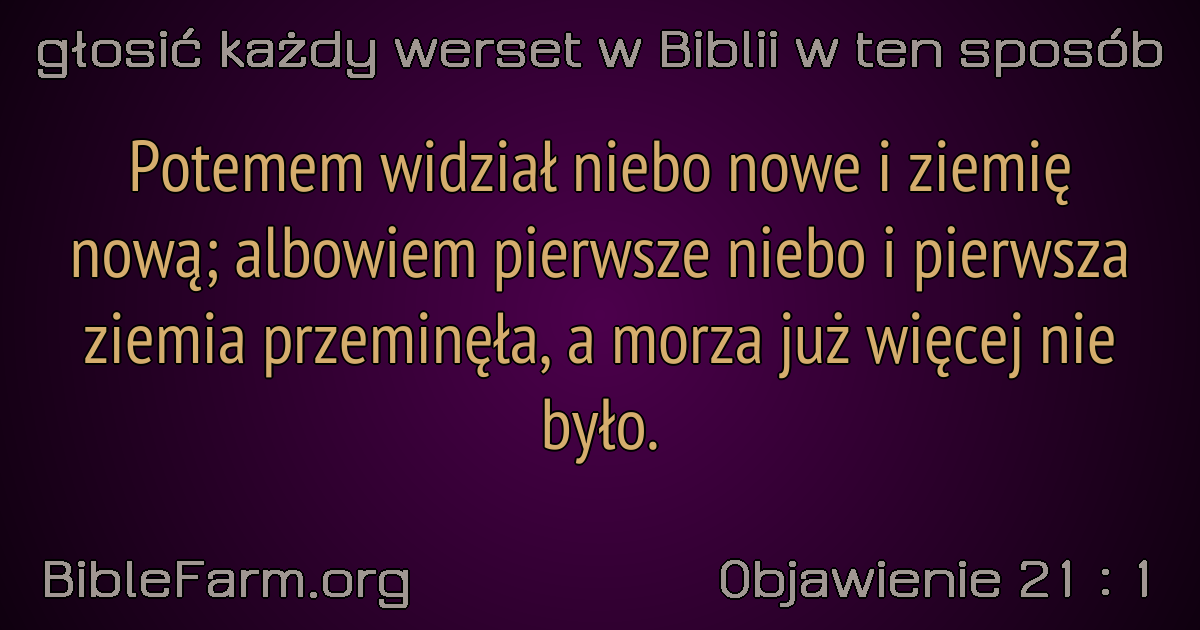 głosić każdy werset w Biblii w ten sposób
Potemem widział niebo nowe i ziemię
nową; albowiem pierwsze niebo i pierwsza
ziemia przeminęła, a morza już więcej nie
było.
BibleFarm.org
Objawienie 21 : 1